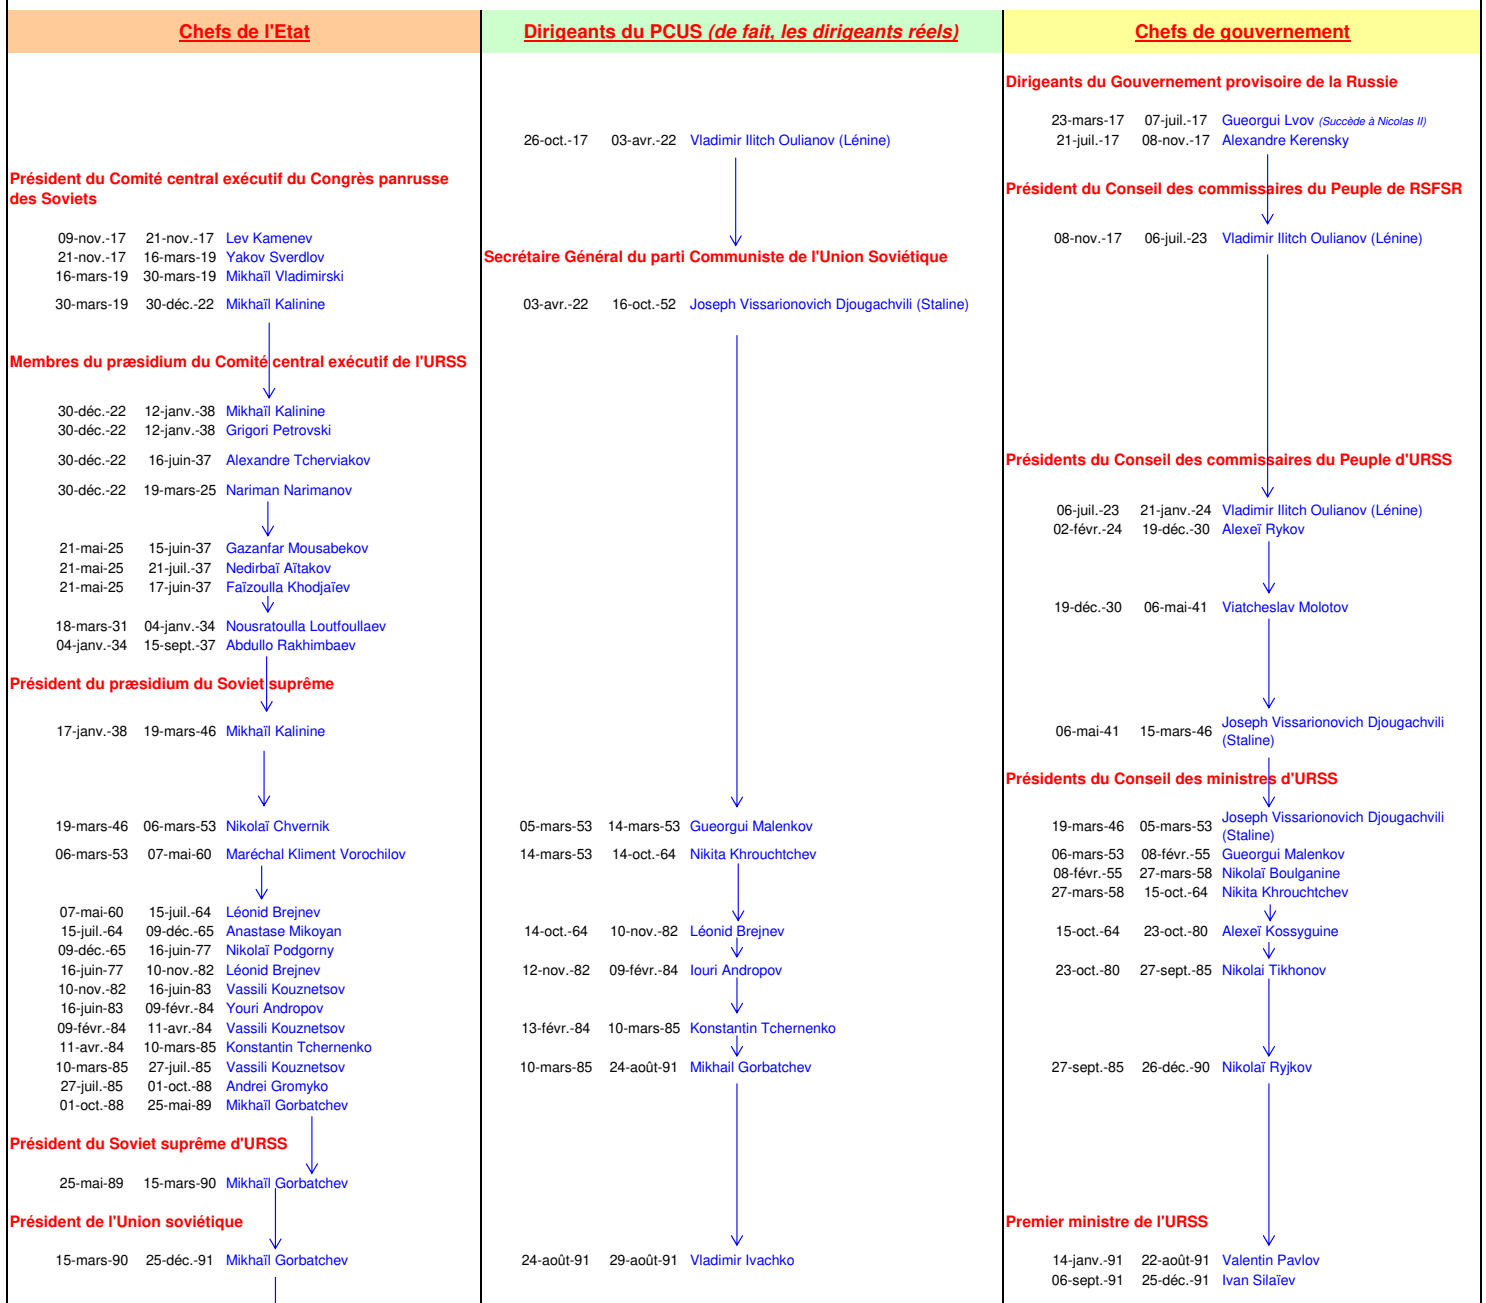 Chefs de l'Etat
Dirigeants du PCUS (de fait, les dirigeants réels)
Chefs de gouvernement
Dirigeants du Gouvernement provisoire de la Russie
23-mars-17 07-juil.-17 Gueorgui Lvov (Succède à Nicolas II)
26-oct.-17 03-avr.-22 Vladimir Ilitch Oulianov (Lénine)
21-juil.-17 08-nov.-17 Alexandre Kerensky
Président du Comité central exécutif du Congrès panrusse
des Soviets
Président du Conseil des commissaires du Peuple de RSFSR
09-nov.-17 21-nov.-17 Lev Kamenev
08-nov.-17 06-juil.-23 Vladimir Ilitch Oulianov (Lénine)
21-nov.-17 16-mars-19 Yakov Sverdlov
Secrétaire Général du parti Communiste de l'Union Soviétique
16-mars-19 30-mars-19 Mikhaïl Vladimirski
30-mars-19 30-déc.-22 Mikhaïl Kalinine
03-avr.-22 16-oct.-52 Joseph Vissarionovich Djougachvili (Staline)
Membres du præsidium du Comité central exécutif de l'URSS
30-déc.-22 12-janv.-38 Mikhaïl Kalinine
30-déc.-22 12-janv.-38 Grigori Petrovski
30-déc.-22 16-juin-37 Alexandre Tcherviakov
Présidents du Conseil des commissaires du Peuple d'URSS
30-déc.-22 19-mars-25 Nariman Narimanov
06-juil.-23 21-janv.-24 Vladimir Ilitch Oulianov (Lénine)
02-févr.-24 19-déc.-30 Alexeï Rykov
21-mai-25 15-juin-37 Gazanfar Mousabekov
21-mai-25 21-juil.-37 Nedirbaï Aïtakov
21-mai-25 17-juin-37 Faïzoulla Khodjaïev
19-déc.-30 06-mai-41 Viatcheslav Molotov
18-mars-31 04-janv.-34 Nousratoulla Loutfoullaev
04-janv.-34 15-sept.-37 Abdullo Rakhimbaev
Président du præsidium du Soviet suprême
17-janv.-38 19-mars-46 Mikhaïl Kalinine
06-mai-41 15-mars-46 Joseph Vissarionovich Djougachvili
(Staline)
Présidents du Conseil des ministres d'URSS
19-mars-46 06-mars-53 Nikolaï Chvernik
05-mars-53 14-mars-53 Gueorgui Malenkov
19-mars-46 05-mars-53 Joseph Vissarionovich Djougachvili
(Staline)
06-mars-53 07-mai-60 Maréchal Kliment Vorochilov
14-mars-53 14-oct.-64 Nikita Khrouchtchev
06-mars-53 08-févr.-55 Gueorgui Malenkov
08-févr.-55 27-mars-58 Nikolaï Boulganine
27-mars-58 15-oct.-64 Nikita Khrouchtchev
07-mai-60 15-juil.-64 Léonid Brejnev
15-juil.-64 09-déc.-65 Anastase Mikoyan
14-oct.-64 10-nov.-82 Léonid Brejnev
15-oct.-64 23-oct.-80 Alexeï Kossyguine
09-déc.-65 16-juin-77 Nikolaï Podgorny
16-juin-77 10-nov.-82 Léonid Brejnev
12-nov.-82 09-févr.-84 Iouri Andropov
23-oct.-80 27-sept.-85 Nikolai Tikhonov
10-nov.-82 16-juin-83 Vassili Kouznetsov
16-juin-83 09-févr.-84 Youri Andropov
09-févr.-84 11-avr.-84 Vassili Kouznetsov
13-févr.-84 10-mars-85 Konstantin Tchernenko
11-avr.-84 10-mars-85 Konstantin Tchernenko
10-mars-85 27-juil.-85 Vassili Kouznetsov
10-mars-85 24-août-91 Mikhail Gorbatchev
27-sept.-85 26-déc.-90 Nikolaï Ryjkov
27-juil.-85 01-oct.-88 Andrei Gromyko
01-oct.-88 25-mai-89 Mikhaïl Gorbatchev
Président du Soviet suprême d'URSS
25-mai-89 15-mars-90 Mikhaïl Gorbatchev
Président de l'Union soviétique
Premier ministre de l'URSS
15-mars-90 25-déc.-91 Mikhaïl Gorbatchev
24-août-91 29-août-91 Vladimir Ivachko
14-janv.-91 22-août-91 Valentin Pavlov
06-sept.-91 25-déc.-91 Ivan Silaïev